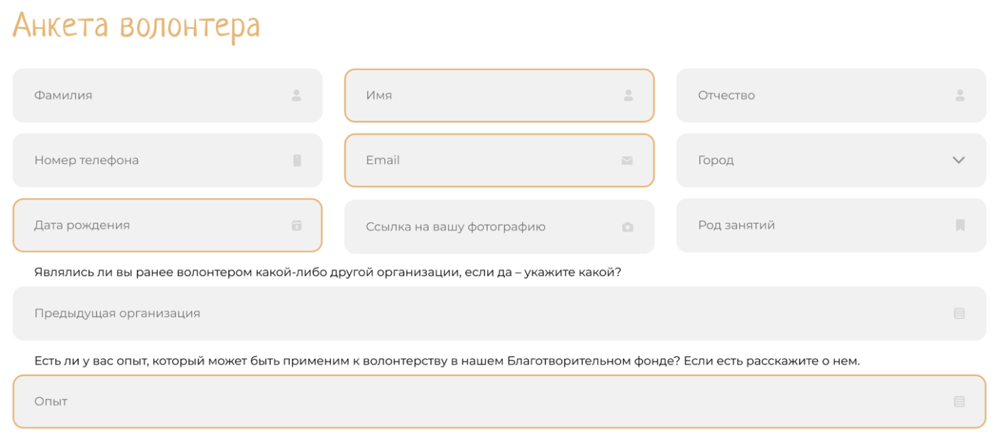 Анкета волонтера
Фамилия
Имя
Отчество
Номер телефона
Email
Город
Дата рождения
Ссылка на вашу фотографию
Род занятий
Являлись ли вы ранее волонтером какой-либо другой организации, если да – укажите какой?
Предыдущая организация
Есть ли у вас опыт, который может быть применим к волонтерству в нашем Благотворительном фонде? Если есть расскажите о нем.
Опыт